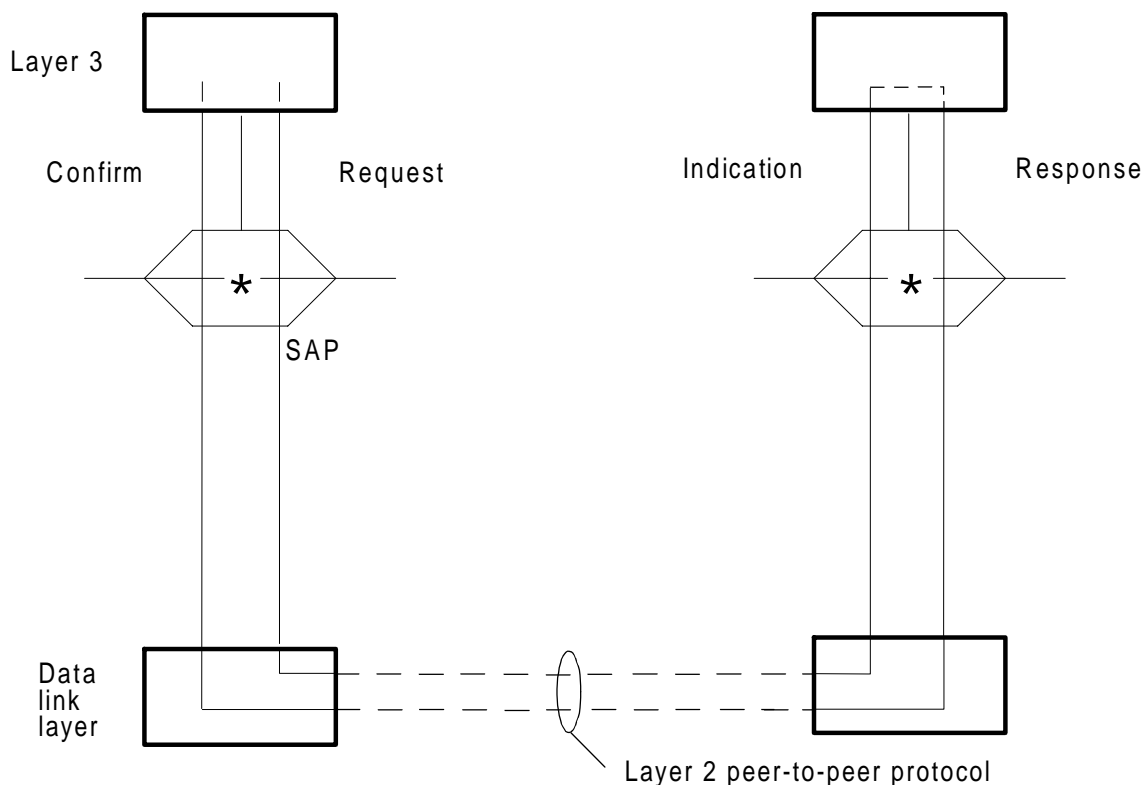 Layer 3
Confirm
Request
Indication
Response
*
*
SAP
Data
link
layer
Layer 2 peer-to-peer protocol